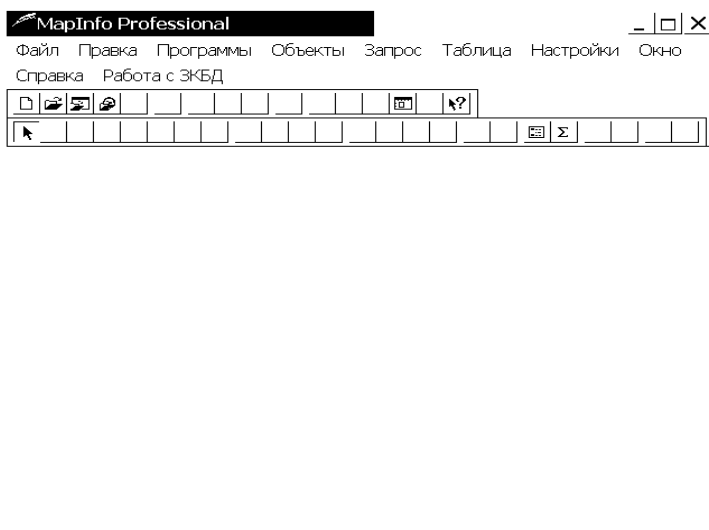 MapInfo Professional
Файл Правка Программы Объекты Запрос Таблица Настройки Окно
Справка Работа с ЗКБД